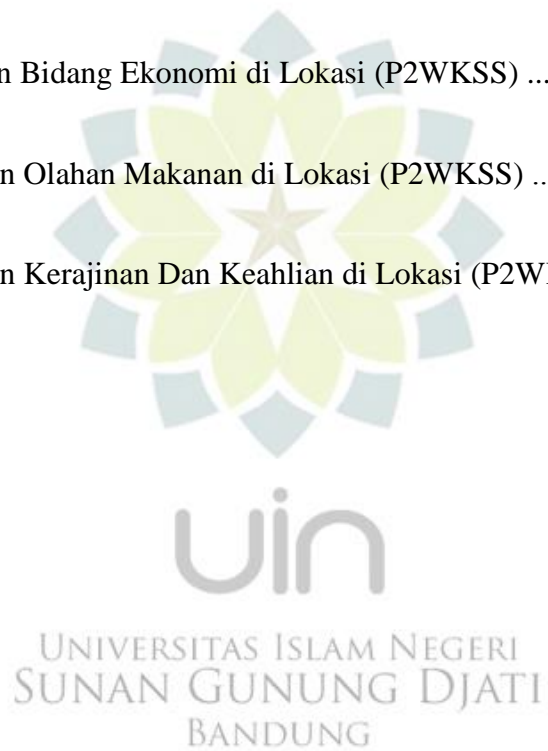 n Bidang Ekonomi di Lokasi (P2WKSS) ...
n Olahan Makanan di Lokasi (P2WKSS) ..
n Kerajinan Dan Keahlian di Lokasi (P2W
uin
UNIVERSITAS ISLAM NEGERI
SUNAN GUNUNG DJATI
BANDUNG